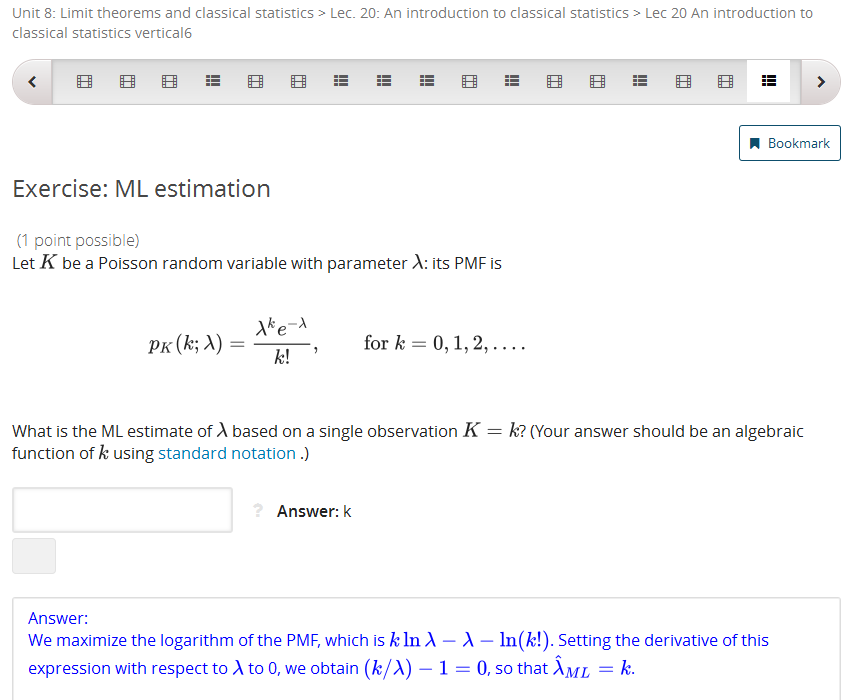 Unit 8: Limit theorems and classical statistics > Lec. 20: An introduction to classical statistics > Lec 20 An introduction to
classical statistics vertical6
Bookmark
Exercise: ML estimation
(1 point possible)
Let K be a Poisson random variable with parameter λ: its PMF is
p_K(k; λ) = λ^k e^{−λ} / k!, for k = 0, 1, 2, . . . .
What is the ML estimate of λ based on a single observation K = k? (Your answer should be an algebraic
function of k using standard notation .)
? Answer: k
Answer:
We maximize the logarithm of the PMF, which is k ln λ − λ − ln(k!). Setting the derivative of this
expression with respect to λ to 0, we obtain (k/λ) − 1 = 0, so that λ̂_ML = k.